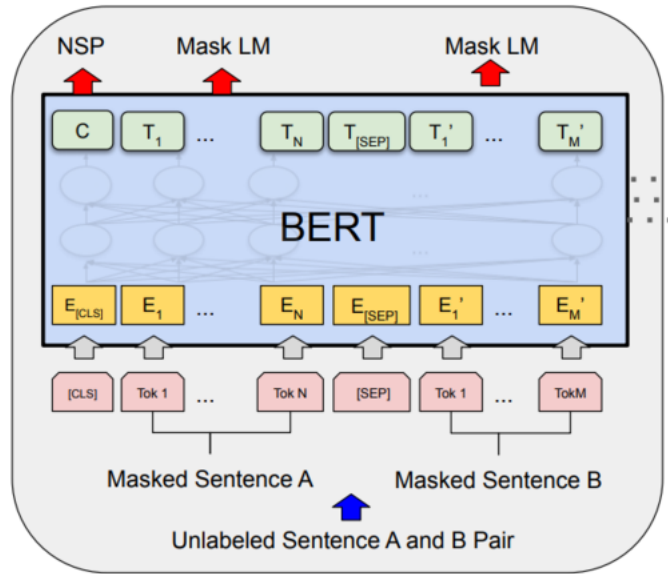 NSP Mask LM Mask LM
C T1 ... TN T[SEP] T1’ ... TM’
...
BERT
...
E[CLS] E1 ... EN E[SEP] E1’ ... EM’
[CLS] Tok 1 ... Tok N [SEP] Tok 1 ... TokM
Masked Sentence A Masked Sentence B
Unlabeled Sentence A and B Pair